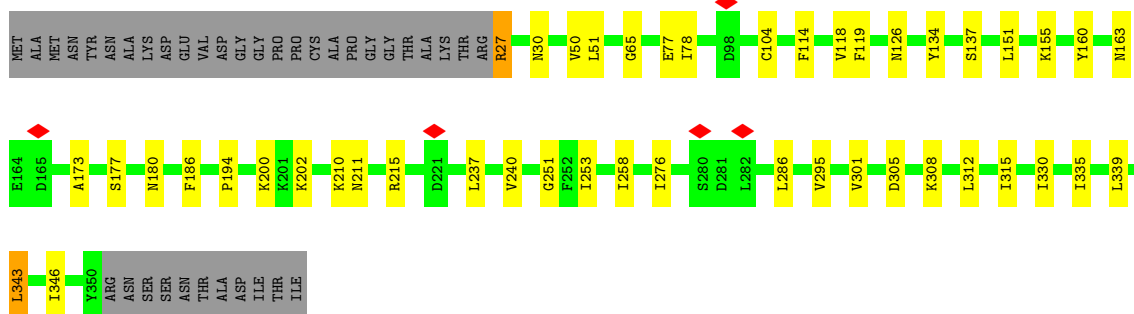 MET ALA MET ASN TYR ASN ALA LYS ASP GLU VAL ASP GLY GLY PRO PRO CYS ALA PRO GLY GLY THR ALA LYS THR ARG R27 N30 V50 L51 G65 E77 I78 D98 C104 F114 V118 F119 N126 Y134 S137 L151 K155 Y160 N163
E164 D165 A173 S177 N180 F186 P194 K200 K201 K202 K210 N211 R215 D221 L237 V240 G251 F252 I253 I258 I276 S280 D281 L282 L286 V295 V301 D305 K308 L312 I315 I330 I335 L339
L343 I346 Y350 ARG ASN SER SER ASN THR ALA ASP ILE THR ILE